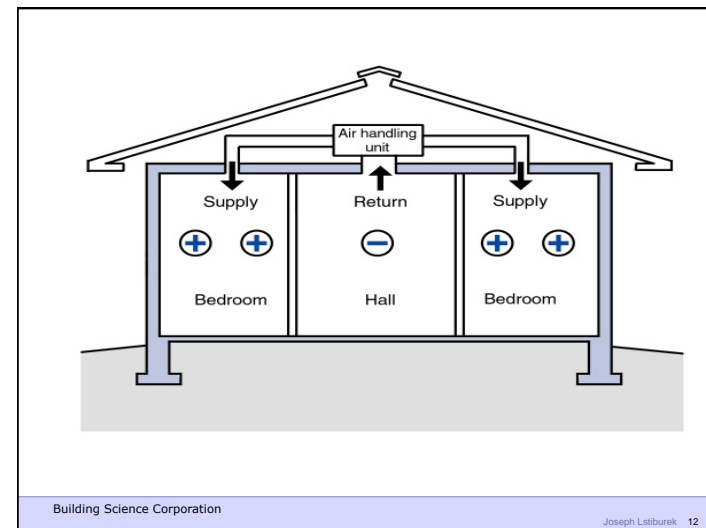 Air handling
unit
Supply
Return
Supply
Bedroom
Hall
Bedroom
Building Science Corporation
Joseph Lstiburek 12